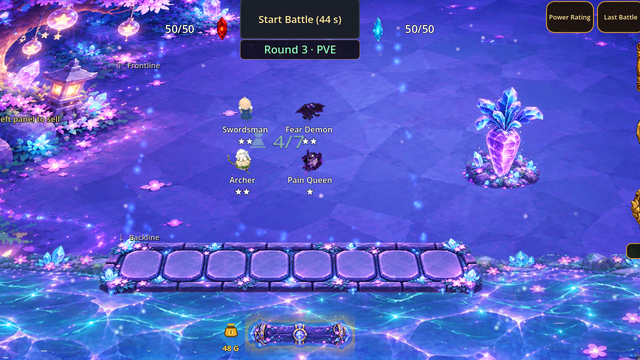 Start Battle (44 s)
50/50
50/50
Power Rating
Last Battle
Round 3 · PVE
Frontline
eft panel to sell
Swordsman
Fear Demon
4/7
Archer
Pain Queen
Backline
48 G